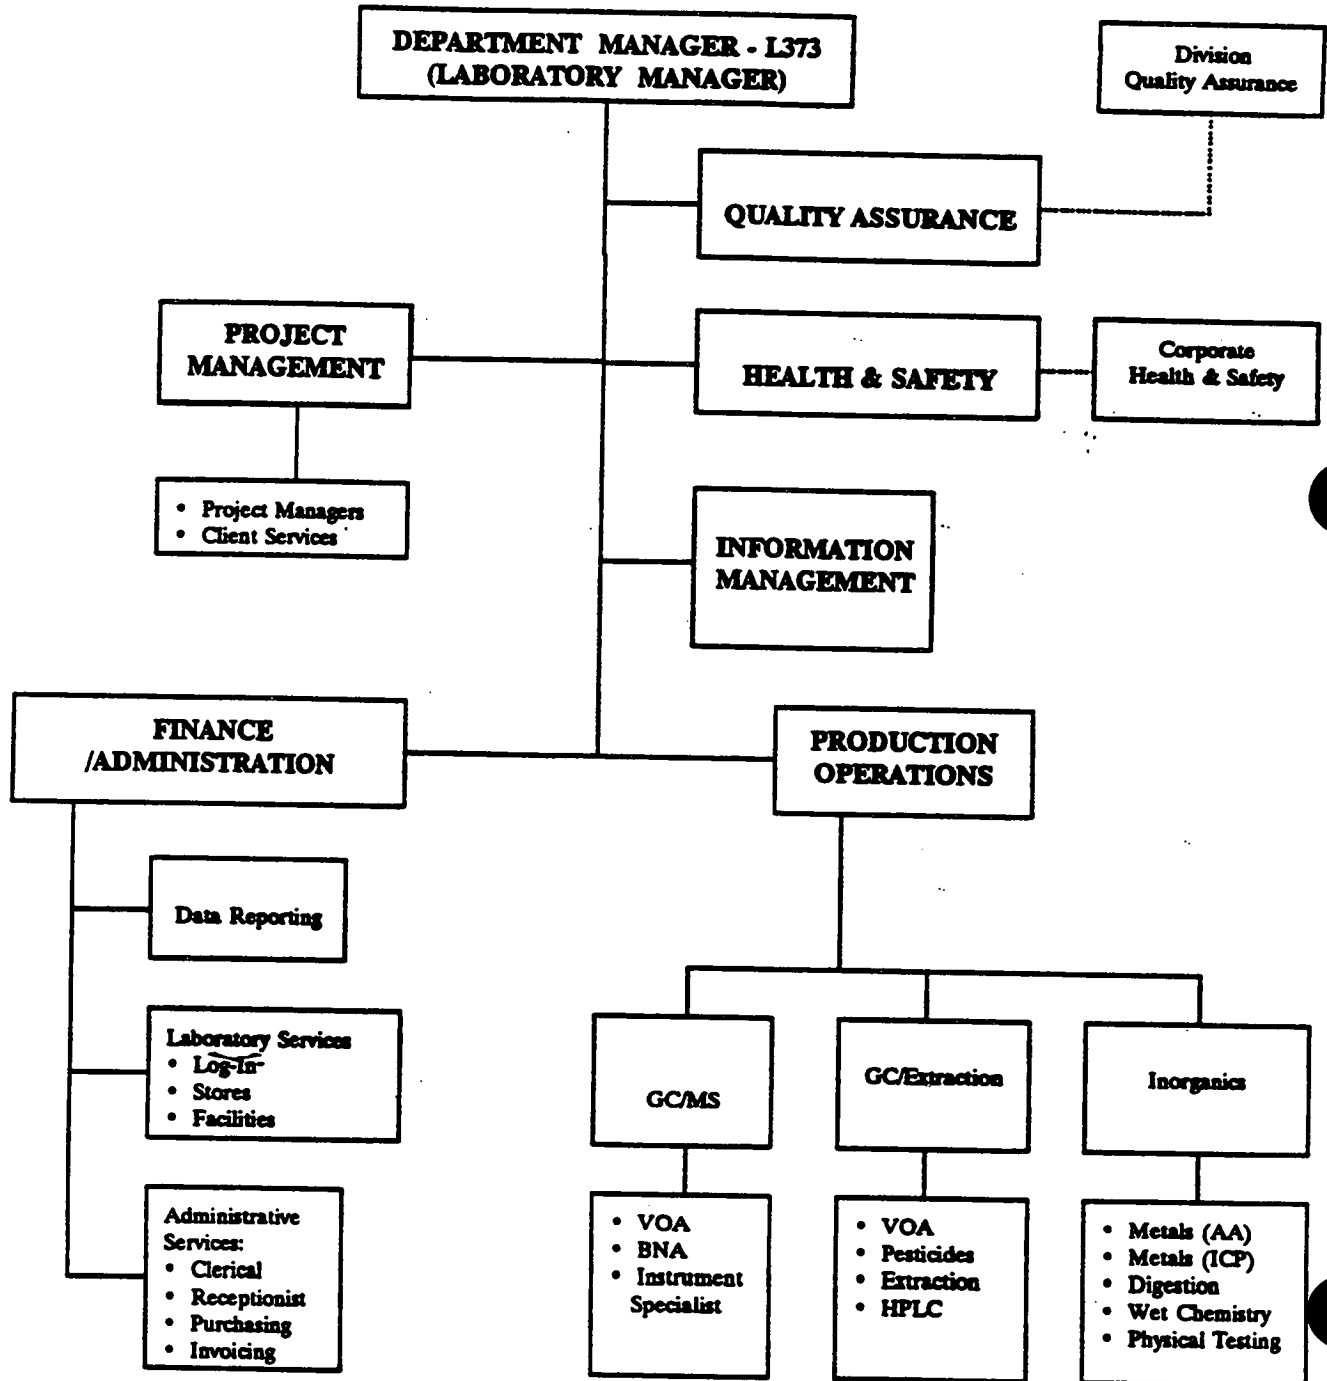 DEPARTMENT MANAGER - L373
(LABORATORY MANAGER)
Division
Quality Assurance
QUALITY ASSURANCE
PROJECT
MANAGEMENT
HEALTH & SAFETY
Corporate
Health & Safety
• Project Managers
• Client Services
INFORMATION
MANAGEMENT
FINANCE
/ADMINISTRATION
PRODUCTION
OPERATIONS
Data Reporting
Laboratory Services
• Log-In
• Stores
• Facilities
GC/MS
GC/Extraction
Inorganics
Administrative
Services:
• Clerical
• Receptionist
• Purchasing
• Invoicing
• VOA
• BNA
• Instrument
Specialist
• VOA
• Pesticides
• Extraction
• HPLC
• Metals (AA)
• Metals (ICP)
• Digestion
• Wet Chemistry
• Physical Testing